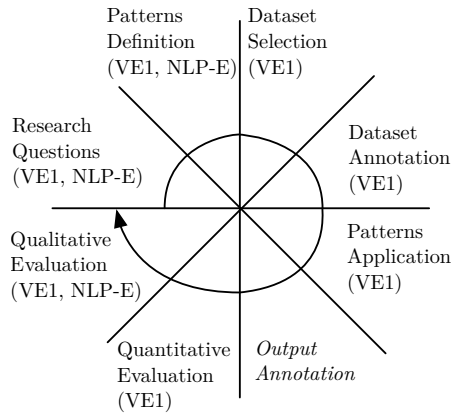 Patterns
Definition
(VE1, NLP-E)
Dataset
Selection
(VE1)
Research
Questions
(VE1, NLP-E)
Dataset
Annotation
(VE1)
Qualitative
Evaluation
(VE1, NLP-E)
Patterns
Application
(VE1)
Quantitative
Evaluation
(VE1)
Output
Annotation